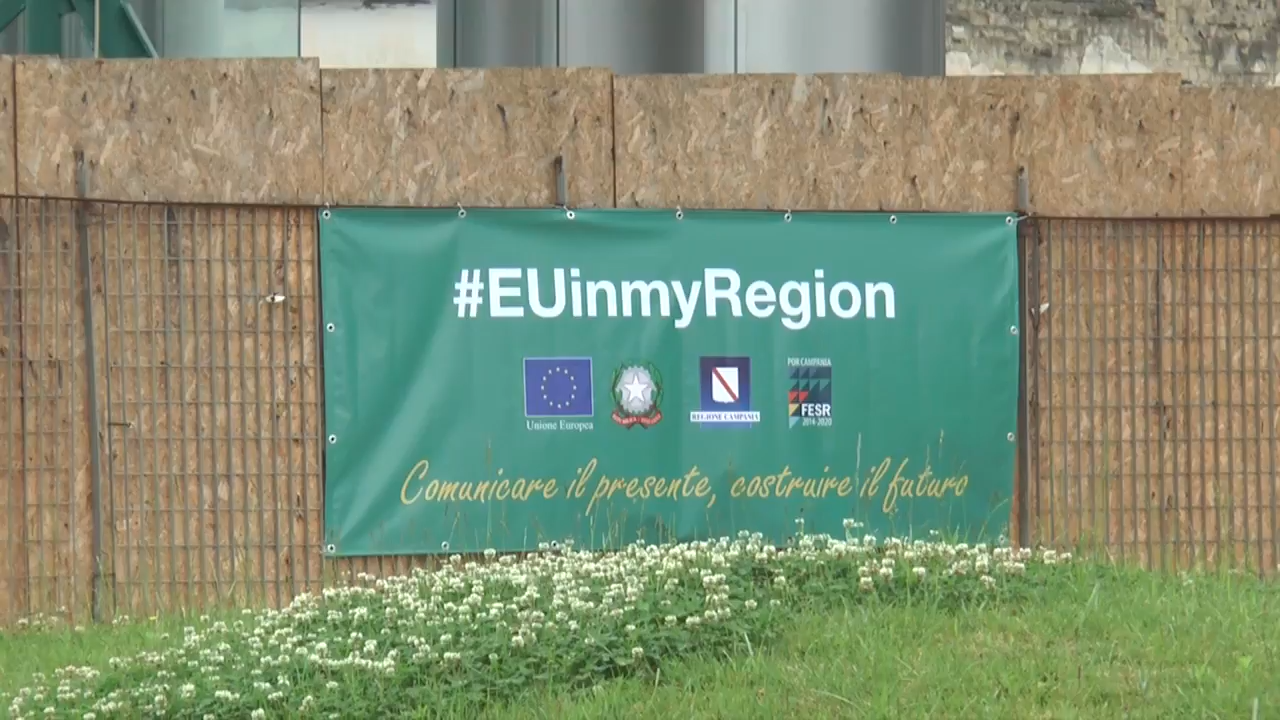 #EUinmyRegion
Unione Europea
REGIONE CAMPANIA
POR CAMPANIA
FESR
2014-2020
Comunicare il presente, costruire il futuro